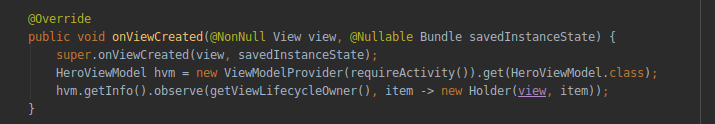 @Override
public void onViewCreated(@NonNull View view, @Nullable Bundle savedInstanceState) {
super.onViewCreated(view, savedInstanceState);
HeroViewModel hvm = new ViewModelProvider(requireActivity()).get(HeroViewModel.class);
hvm.getInfo().observe(getViewLifecycleOwner(), item -> new Holder(view, item));
}